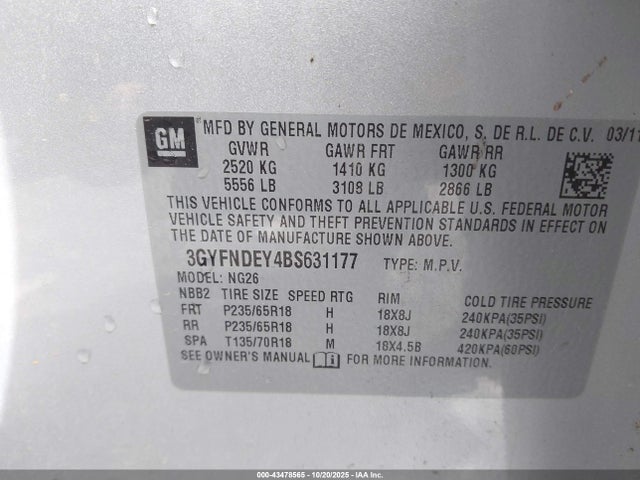 GM MFD BY GENERAL MOTORS DE MEXICO, S. DE R.L. DE C.V. 03/11
GVWR GAWR FRT GAWR RR
2520 KG 1410 KG 1300 KG
5556 LB 3108 LB 2866 LB
THIS VEHICLE CONFORMS TO ALL APPLICABLE U.S. FEDERAL MOTOR
VEHICLE SAFETY AND THEFT PREVENTION STANDARDS IN EFFECT ON
THE DATE OF MANUFACTURE SHOWN ABOVE.
3GYFNDEY4BS631177 TYPE: M.P.V.
MODEL: NG26
NBB2 TIRE SIZE SPEED RTG RIM COLD TIRE PRESSURE
FRT P235/65R18 H 18X8J 240KPA(35PSI)
RR P235/65R18 H 18X8J 240KPA(35PSI)
SPA T135/70R18 M 18X4.5B 420KPA(60PSI)
SEE OWNER'S MANUAL FOR MORE INFORMATION.
000-43478565 - 10/20/2025 - IAAI.com